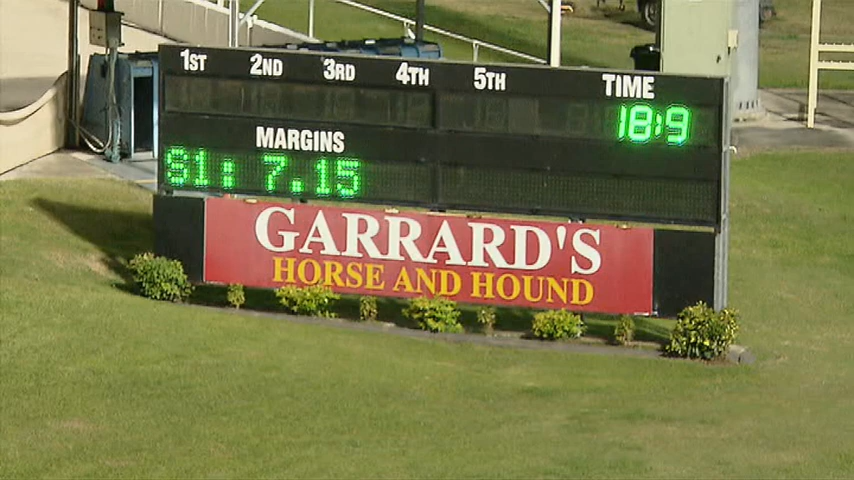 1ST 2ND 3RD 4TH 5TH TIME
18:9
MARGINS
S1: 7.15
GARRARD'S
HORSE AND HOUND